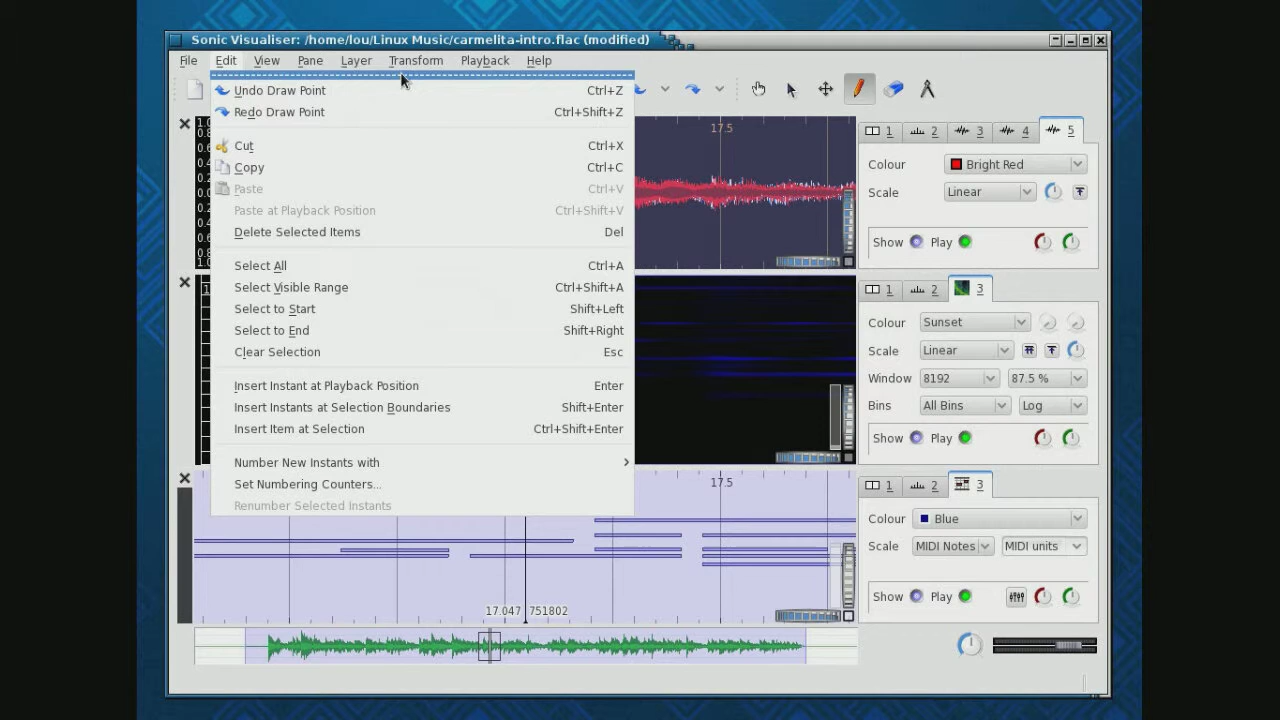 Sonic Visualiser: /home/lou/Linux Music/carmelita-intro.flac (modified)
File Edit View Pane Layer Transform Playback Help
Undo Draw Point Ctrl+Z
Redo Draw Point Ctrl+Shift+Z
Cut Ctrl+X
Copy Ctrl+C
Paste Ctrl+V
Paste at Playback Position Ctrl+Shift+V
Delete Selected Items Del
Select All Ctrl+A
Select Visible Range Ctrl+Shift+A
Select to Start Shift+Left
Select to End Shift+Right
Clear Selection Esc
Insert Instant at Playback Position Enter
Insert Instants at Selection Boundaries Shift+Enter
Insert Item at Selection Ctrl+Shift+Enter
Number New Instants with
Set Numbering Counters...
Renumber Selected Instants
17.5
1 2 3 4 5
Colour Bright Red
Scale Linear
Show Play
1 2 3
Colour Sunset
Scale Linear
Window 8192 87.5 %
Bins All Bins Log
Show Play
17.5
17.047 751802
1 2 3
Colour Blue
Scale MIDI Notes MIDI units
Show Play